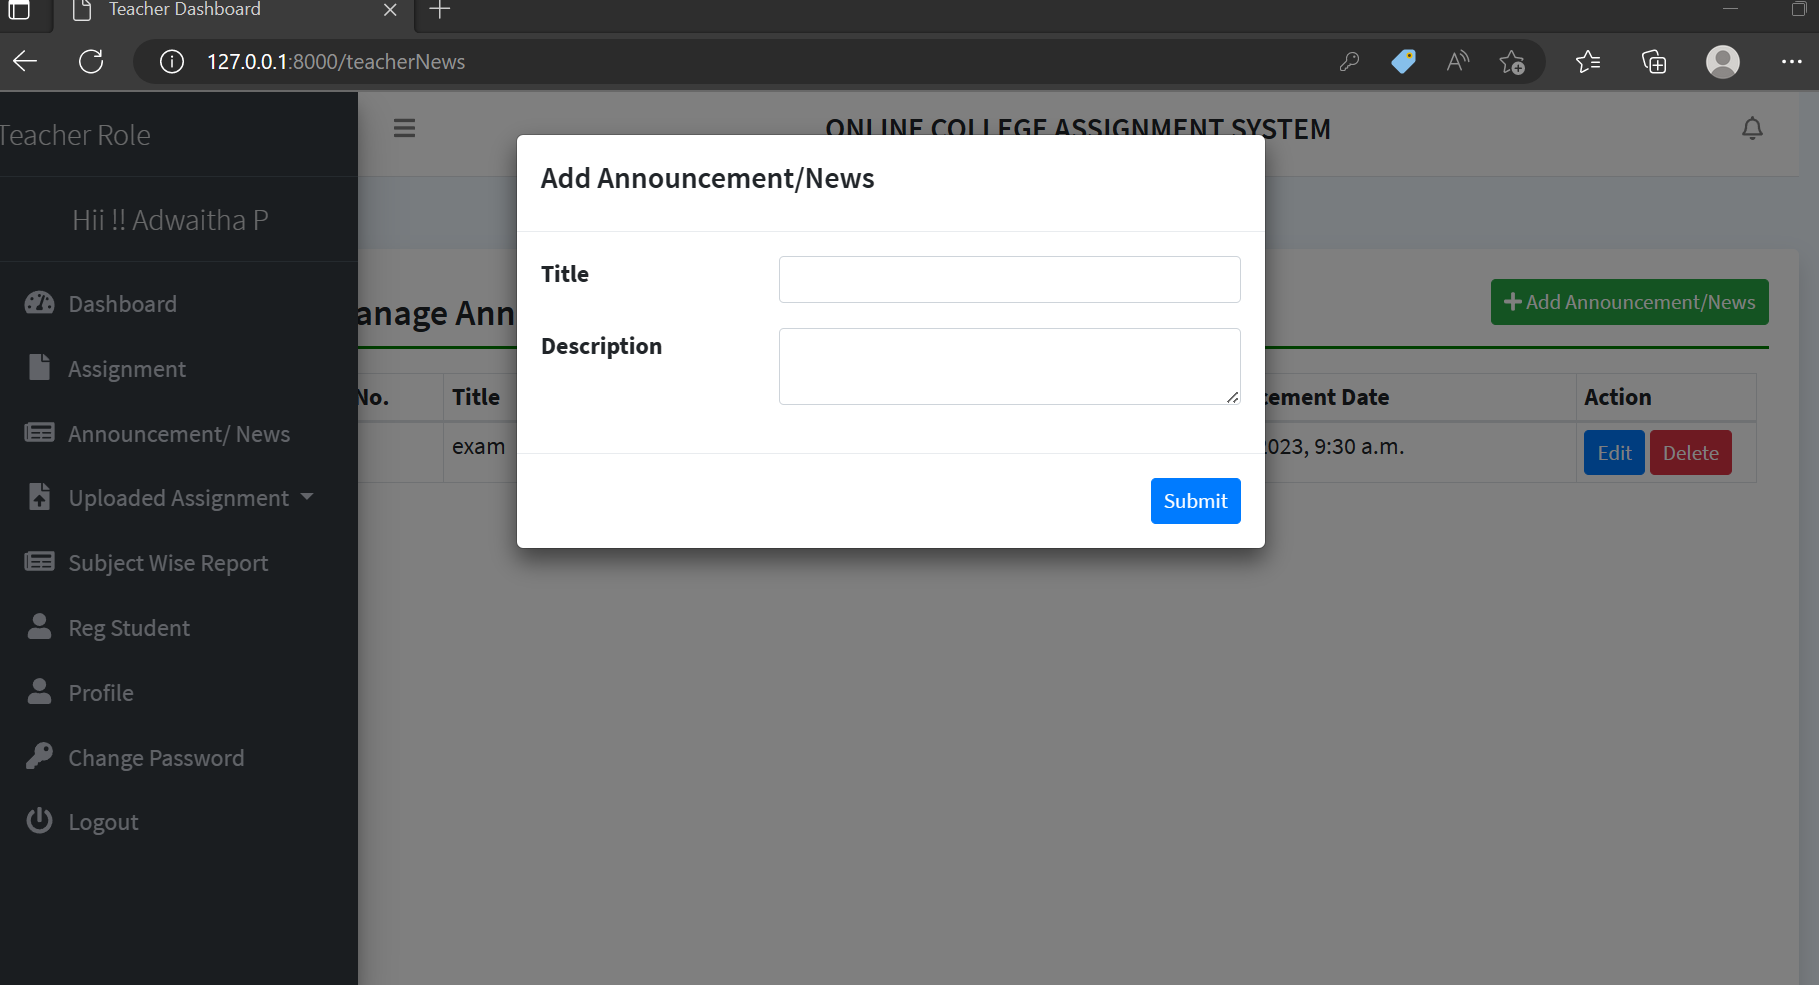 Teacher Dashboard
127.0.0.1:8000/teacherNews
Teacher Role
ONLINE COLLEGE ASSIGNMENT SYSTEM
Hii !! Adwaitha P
Dashboard
Assignment
Announcement/ News
Uploaded Assignment
Subject Wise Report
Reg Student
Profile
Change Password
Logout
anage Ann
Add Announcement/News
No. Title cement Date Action
exam 2023, 9:30 a.m. Edit Delete
Add Announcement/News
Title
Description
Submit